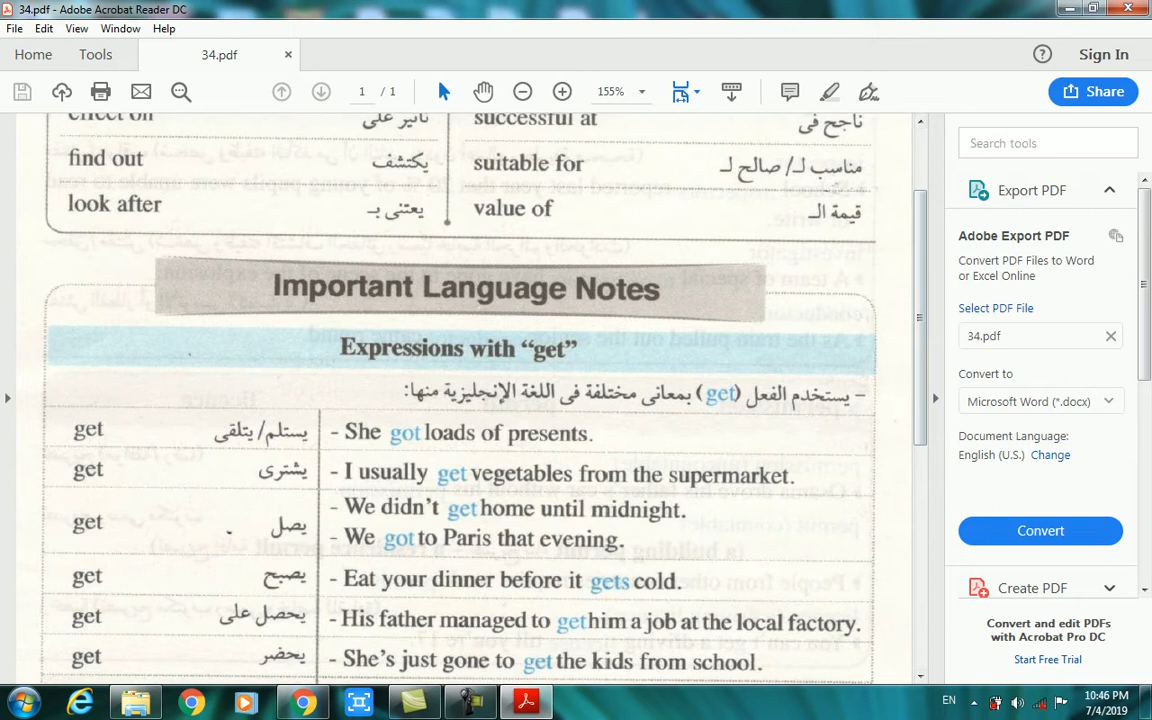 34.pdf - Adobe Acrobat Reader DC
File Edit View Window Help
Home Tools 34.pdf × Sign In
1 / 1 155% Share
effect on تأثير على successful at ناجح فى
find out يكتشف suitable for مناسب لـ/ صالح لـ
look after يعتنى بـ value of قيمة الـ
Important Language Notes
Expressions with “get”
- يستخدم الفعل (get) بمعانى مختلفة فى اللغة الإنجليزية منها:
get يستلم/ يتلقى - She got loads of presents.
get يشترى - I usually get vegetables from the supermarket.
- We didn’t get home until midnight.
get يصل
- We got to Paris that evening.
get يصبح - Eat your dinner before it gets cold.
get يحصل على - His father managed to get him a job at the local factory.
get يحضر - She’s just gone to get the kids from school.
Search tools
Export PDF
Adobe Export PDF
Convert PDF Files to Word
or Excel Online
Select PDF File
34.pdf ×
Convert to
Microsoft Word (*.docx)
Document Language:
English (U.S.) Change
Convert
Create PDF
Convert and edit PDFs
with Acrobat Pro DC
Start Free Trial
EN 10:46 PM
7/4/2019